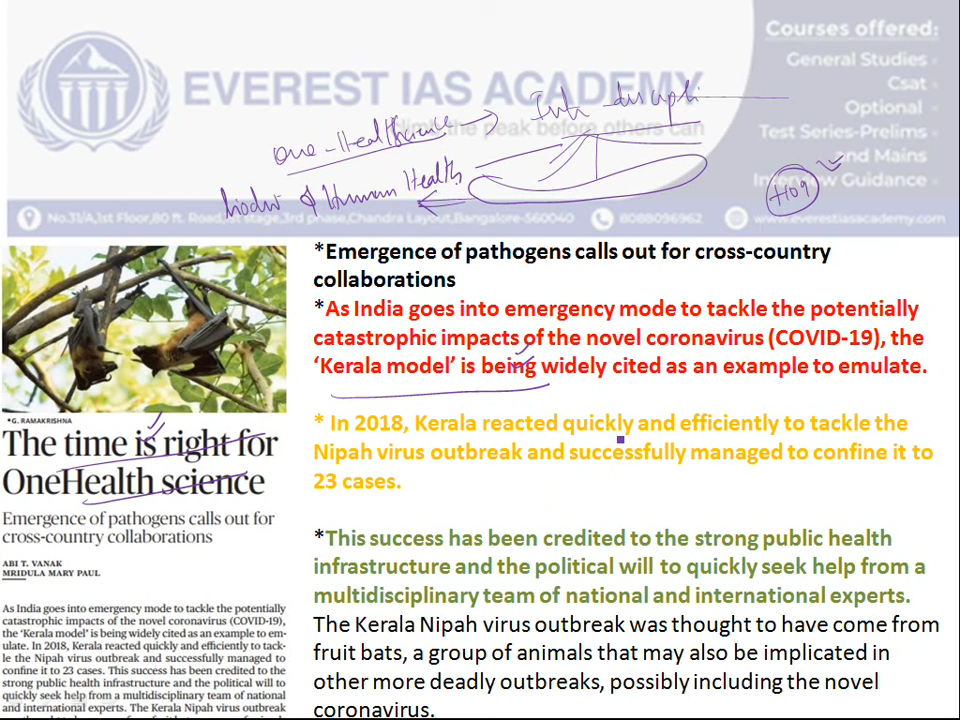 Courses offered:
EVEREST IAS ACADEMY
General Studies
Csat
Optional
the peak before others can
Test Series-Prelims
and Mains
Interview Guidance
one-Healthscience
of Human Health
No.31/A,1st Floor,80 ft. Road, stage,3rd phase,Chandra Layout,Bangalore-560040
8088096962
www.everestiasacademy.com
*Emergence of pathogens calls out for cross-country
collaborations
*As India goes into emergency mode to tackle the potentially
catastrophic impacts of the novel coronavirus (COVID-19), the
‘Kerala model’ is being widely cited as an example to emulate.
* In 2018, Kerala reacted quickly and efficiently to tackle the
Nipah virus outbreak and successfully managed to confine it to
23 cases.
*This success has been credited to the strong public health
infrastructure and the political will to quickly seek help from a
multidisciplinary team of national and international experts.
The Kerala Nipah virus outbreak was thought to have come from
fruit bats, a group of animals that may also be implicated in
other more deadly outbreaks, possibly including the novel
coronavirus.
*G. RAMAKRISHNA
The time is right for
OneHealth science
Emergence of pathogens calls out for
cross-country collaborations
ABI T. VANAK
MRIDULA MARY PAUL
As India goes into emergency mode to tackle the potentially
catastrophic impacts of the novel coronavirus (COVID-19),
the ‘Kerala model’ is being widely cited as an example to em-
ulate. In 2018, Kerala reacted quickly and efficiently to tack-
le the Nipah virus outbreak and successfully managed to
confine it to 23 cases. This success has been credited to the
strong public health infrastructure and the political will to
quickly seek help from a multidisciplinary team of national
and international experts. The Kerala Nipah virus outbreak